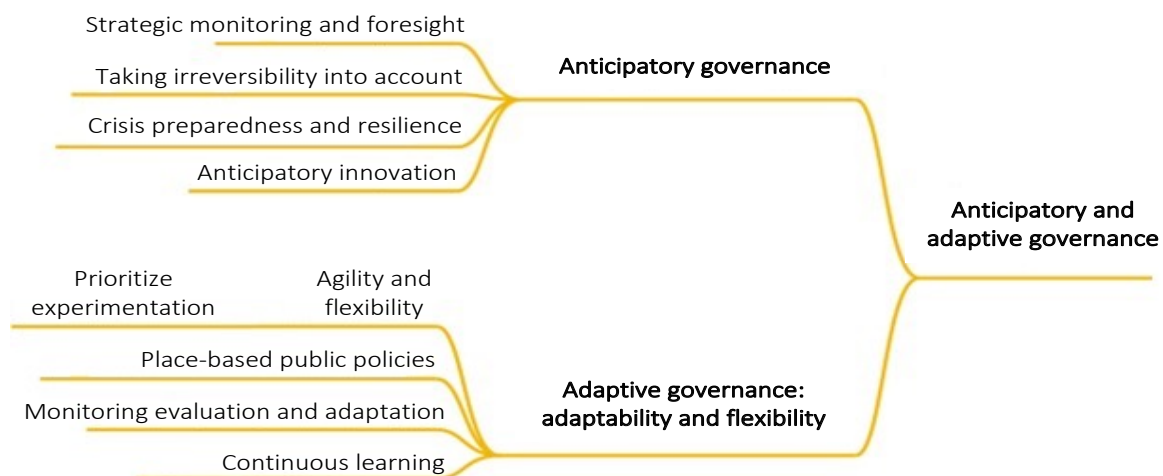 Strategic monitoring and foresight
Taking irreversibility into account
Crisis preparedness and resilience
Anticipatory innovation
Anticipatory governance
Anticipatory and
adaptive governance
Prioritize
experimentation
Agility and
flexibility
Place-based public policies
Monitoring evaluation and adaptation
Continuous learning
Adaptive governance:
adaptability and flexibility